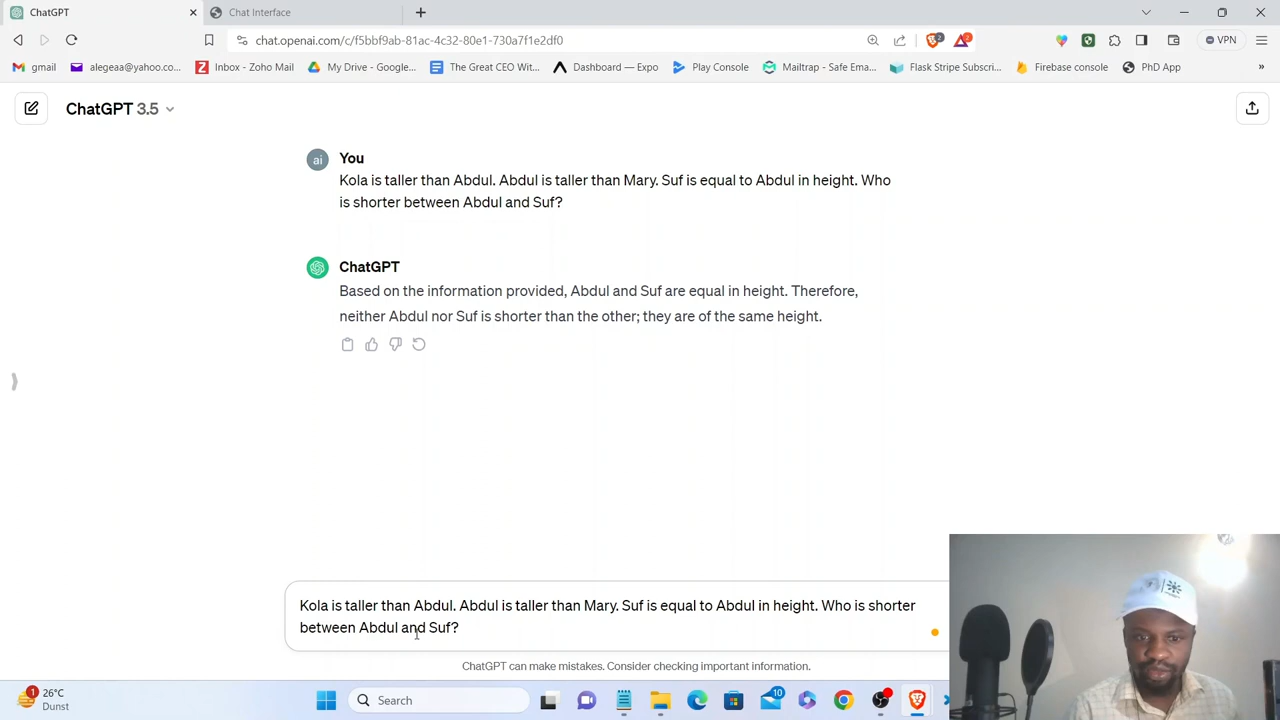 ChatGPT
Chat Interface
chat.openai.com/c/f5bbf9ab-81ac-4c32-80e1-730a7f1e2df0
2
2
VPN
gmail
alegeaa@yahoo.co...
Inbox - Zoho Mail
My Drive - Google...
The Great CEO Wit...
Dashboard — Expo
Play Console
Mailtrap - Safe Ema...
Flask Stripe Subscri...
Firebase console
PhD App
»
ChatGPT 3.5
ai
You
Kola is taller than Abdul. Abdul is taller than Mary. Suf is equal to Abdul in height. Who
is shorter between Abdul and Suf?
ChatGPT
Based on the information provided, Abdul and Suf are equal in height. Therefore,
neither Abdul nor Suf is shorter than the other; they are of the same height.
Kola is taller than Abdul. Abdul is taller than Mary. Suf is equal to Abdul in height. Who is shorter
between Abdul and Suf?
ChatGPT can make mistakes. Consider checking important information.
1
26°C
Dunst
Search
10